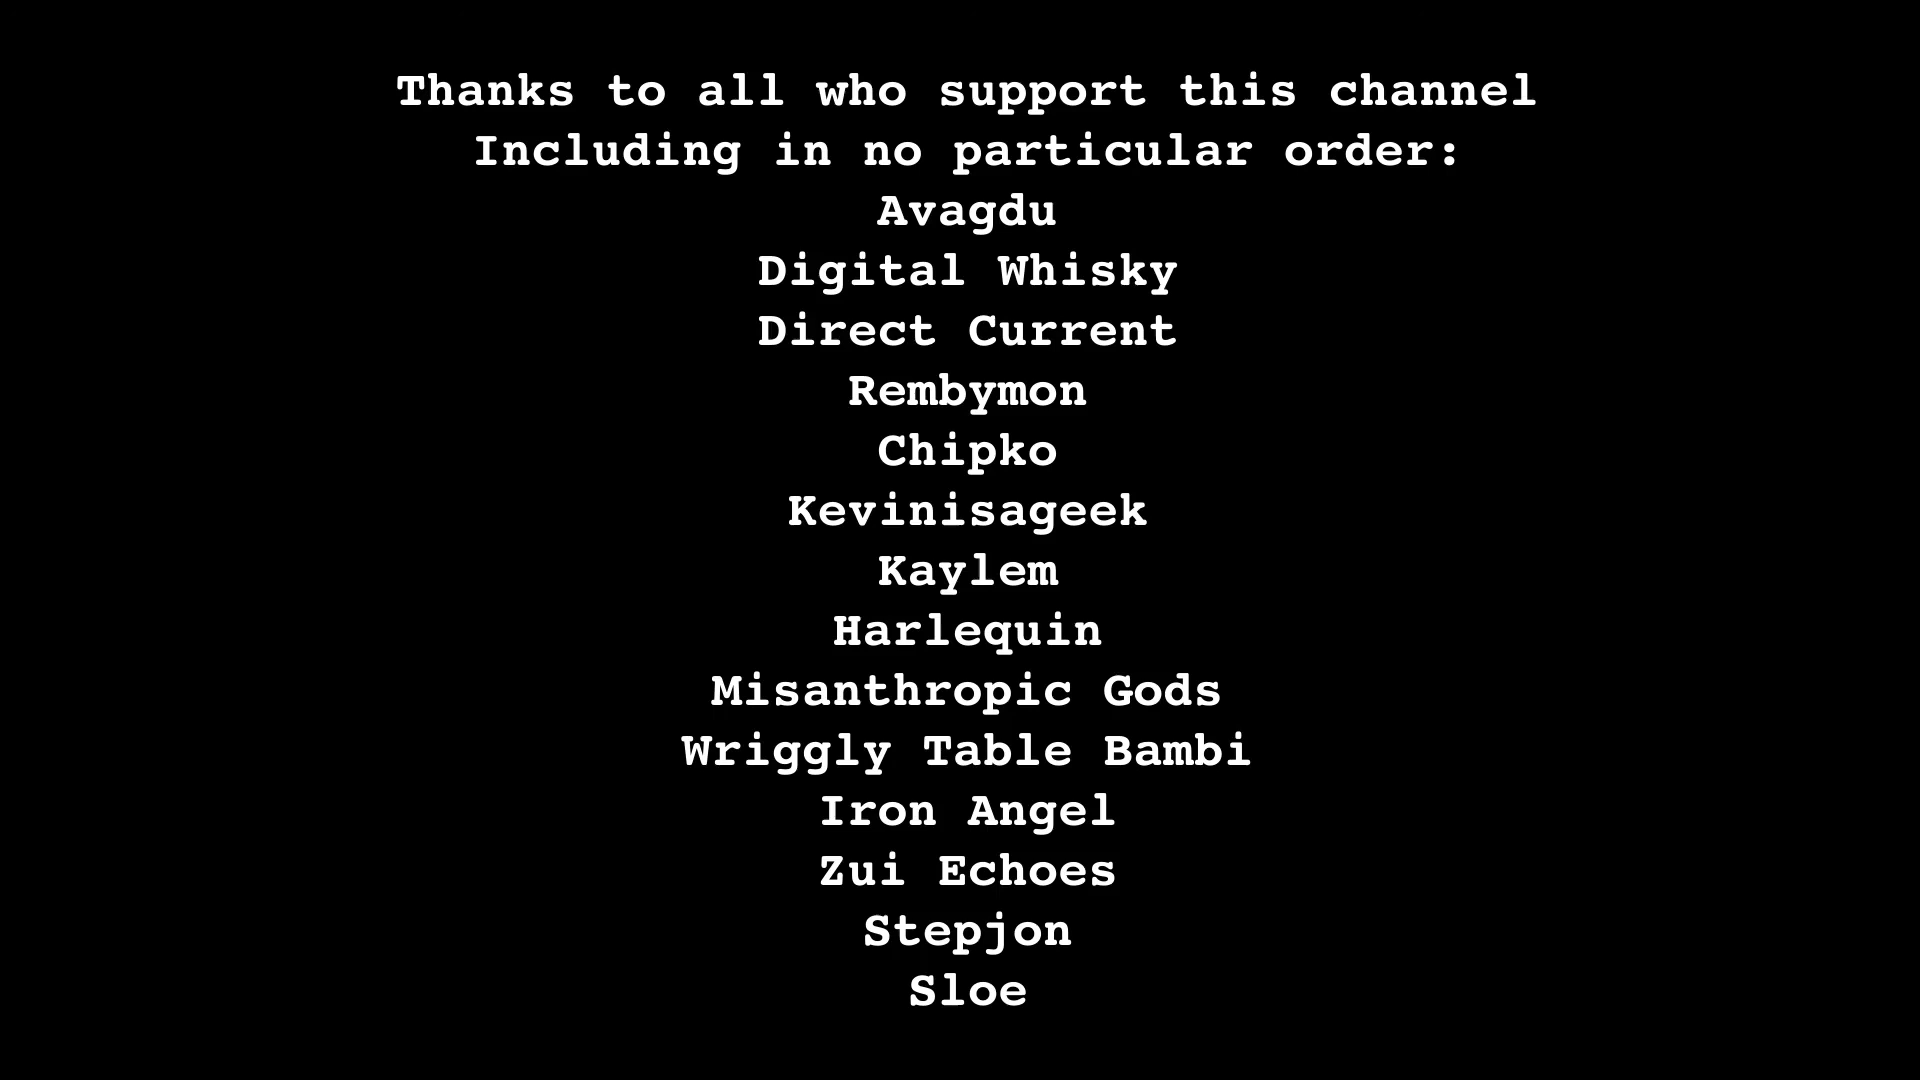 Thanks to all who support this channel
Including in no particular order:
Avagdu
Digital Whisky
Direct Current
Rembymon
Chipko
Kevinisageek
Kaylem
Harlequin
Misanthropic Gods
Wriggly Table Bambi
Iron Angel
Zui Echoes
Stepjon
Sloe